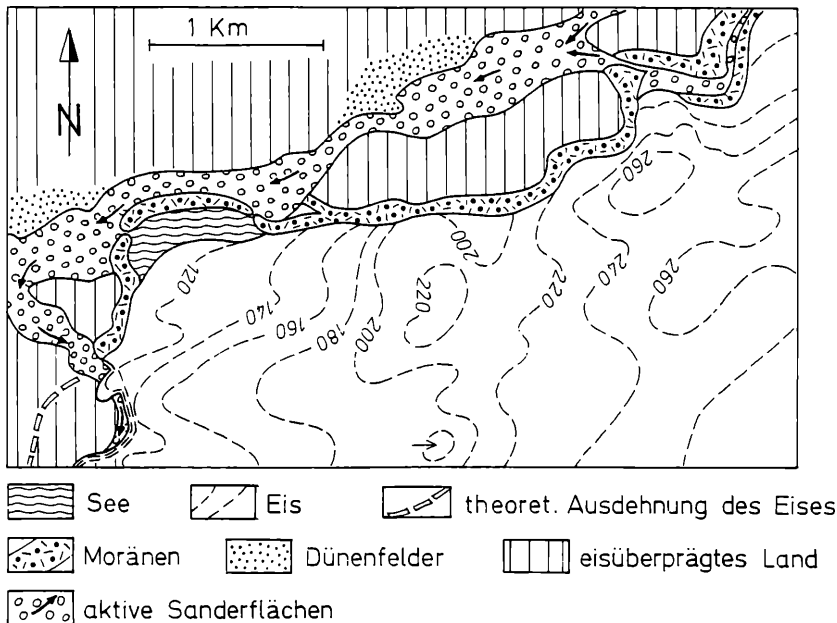 1 Km
N
260
200
120
220
220
240
260
140
160
180
200
See
Eis
theoret. Ausdehnung des Eises
Moränen
Dünenfelder
eisüberprägtes Land
aktive Sanderflächen